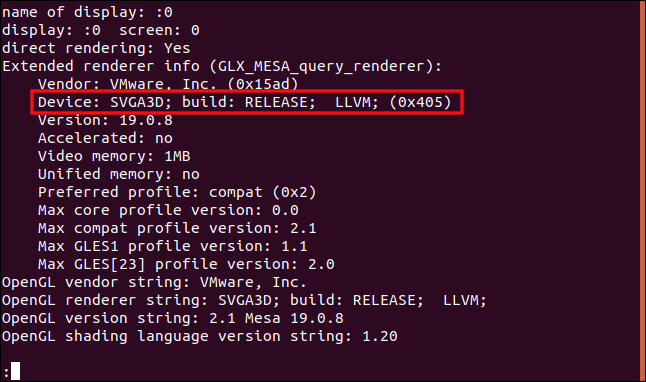 name of display: :0
display: :0  screen: 0
direct rendering: Yes
Extended renderer info (GLX_MESA_query_renderer):
    Vendor: VMware, Inc. (0x15ad)
    Device: SVGA3D; build: RELEASE;  LLVM; (0x405)
    Version: 19.0.8
    Accelerated: no
    Video memory: 1MB
    Unified memory: no
    Preferred profile: compat (0x2)
    Max core profile version: 0.0
    Max compat profile version: 2.1
    Max GLES1 profile version: 1.1
    Max GLES[23] profile version: 2.0
OpenGL vendor string: VMware, Inc.
OpenGL renderer string: SVGA3D; build: RELEASE;  LLVM;
OpenGL version string: 2.1 Mesa 19.0.8
OpenGL shading language version string: 1.20
: